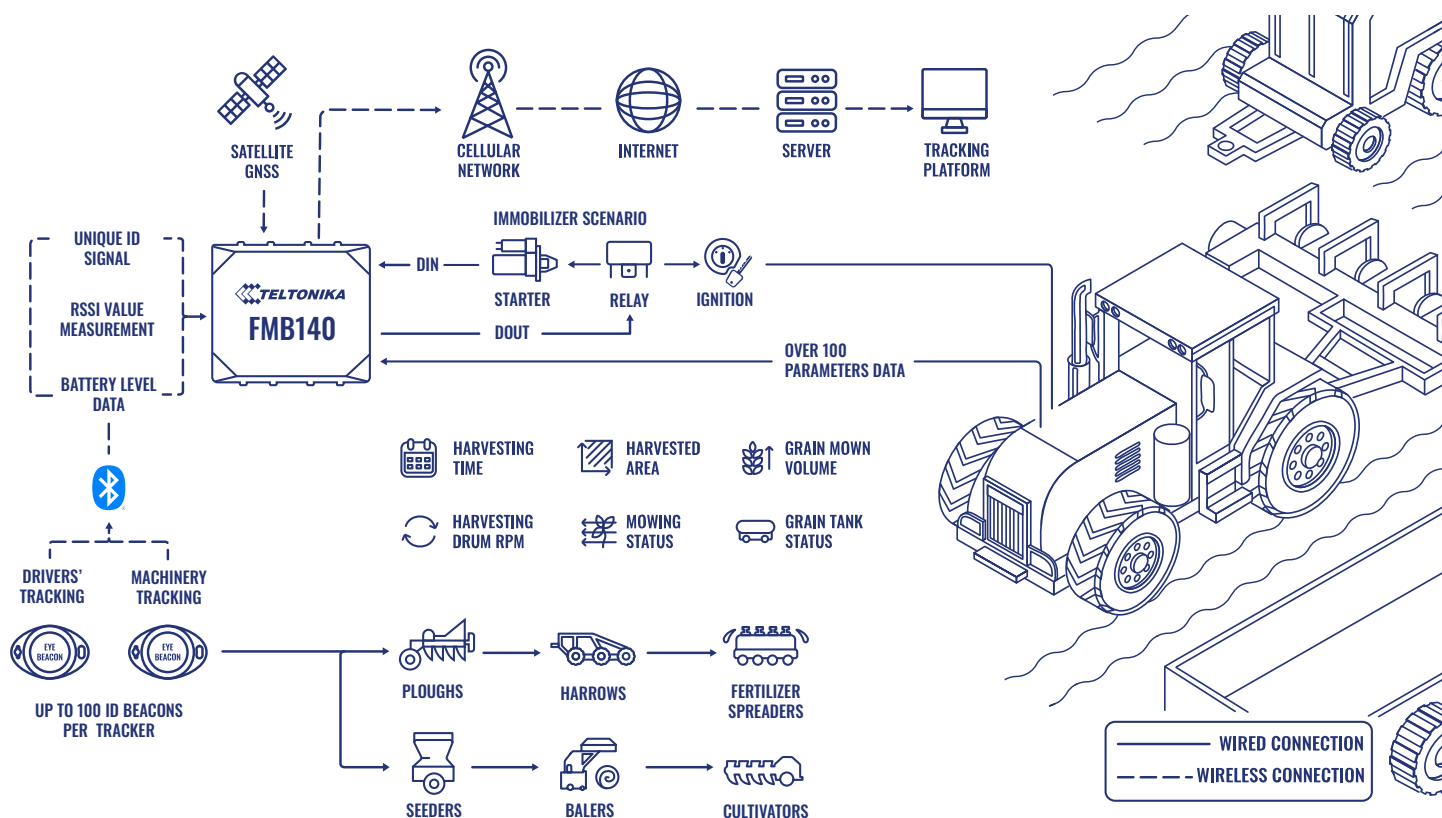 SATELLITE
GNSS
CELLULAR
NETWORK
INTERNET
SERVER
TRACKING
PLATFORM
UNIQUE ID
SIGNAL
RSSI VALUE
MEASUREMENT
BATTERY LEVEL
DATA
TELTONIKA
FMB140
IMMOBILIZER SCENARIO
DIN
STARTER
RELAY
IGNITION
DOUT
OVER 100
PARAMETERS DATA
HARVESTING
TIME
HARVESTED
AREA
GRAIN MOWN
VOLUME
HARVESTING
DRUM RPM
MOWING
STATUS
GRAIN TANK
STATUS
DRIVERS'
TRACKING
MACHINERY
TRACKING
EYE
BEACON
EYE
BEACON
UP TO 100 ID BEACONS
PER TRACKER
PLOUGHS
HARROWS
FERTILIZER
SPREADERS
SEEDERS
BALERS
CULTIVATORS
WIRED CONNECTION
WIRELESS CONNECTION